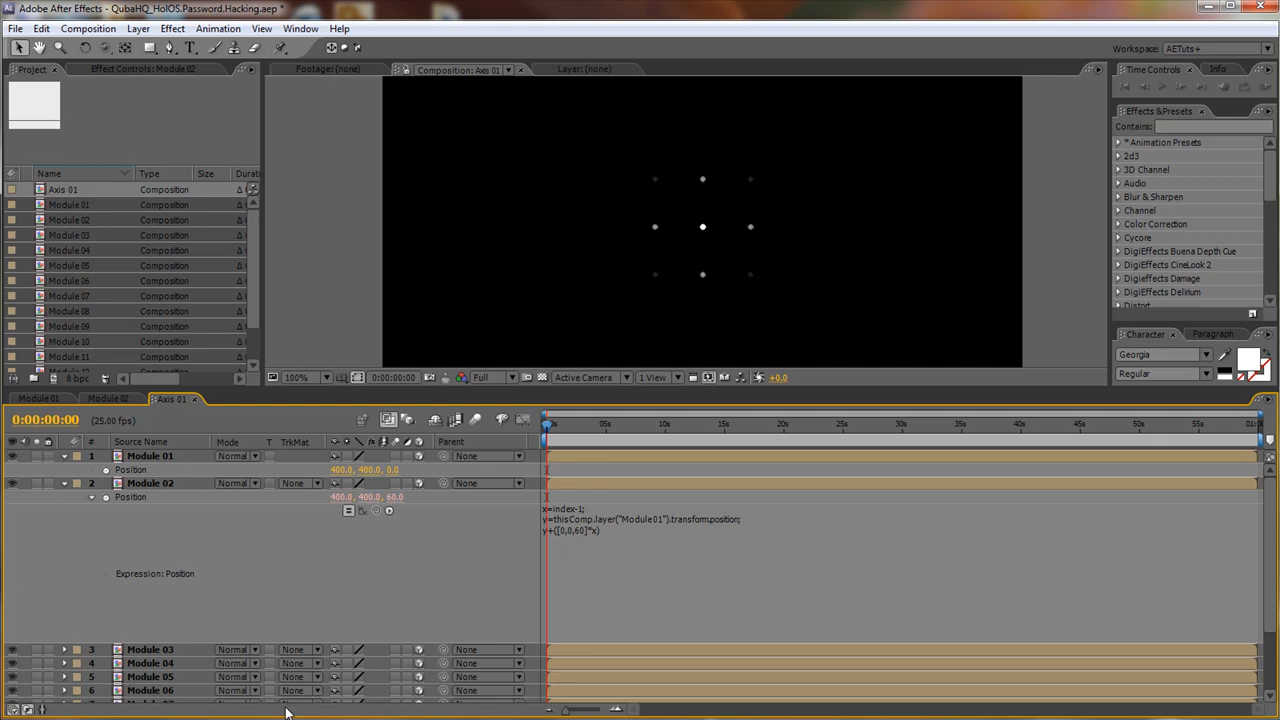 Adobe After Effects - QubaHQ_HolOS.Password.Hacking.aep *
File Edit Composition Layer Effect Animation View Window Help
Workspace: AETuts+
Project Effect Controls: Module 02 Footage: (none) Composition: Axis 01 Layer: (none) Time Controls Info
Effects & Presets
Contains:
* Animation Presets
2d3
3D Channel
Audio
Blur & Sharpen
Channel
Color Correction
Cycore
DigiEffects Buena Depth Cue
DigiEffects CineLook 2
DigiEffects Damage
DigiEffects Delirium
Distort
Name Type Size Durati
Axis 01 Composition
Module 01 Composition
Module 02 Composition
Module 03 Composition
Module 04 Composition
Module 05 Composition
Module 06 Composition
Module 07 Composition
Module 08 Composition
Module 09 Composition
Module 10 Composition
Module 11 Composition
Character Paragraph
Georgia
Regular
8 bpc 100% 0:00:00:00 Full Active Camera 1 View +0.0
Module 01 Module 02 Axis 01
0:00:00:00 (25.00 fps)
05s 10s 15s 20s 25s 30s 35s 40s 45s 50s 55s 01:0
# Source Name Mode T TrkMat Parent
1 Module 01 Normal None
Position 400.0, 400.0, 0.0
2 Module 02 Normal None None
Position 400.0, 400.0, 60.0
x=index-1;
y=thisComp.layer("Module 01").transform.position;
y+([0,0,60]*x)
Expression: Position
3 Module 03 Normal None None
4 Module 04 Normal None None
5 Module 05 Normal None None
6 Module 06 Normal None None